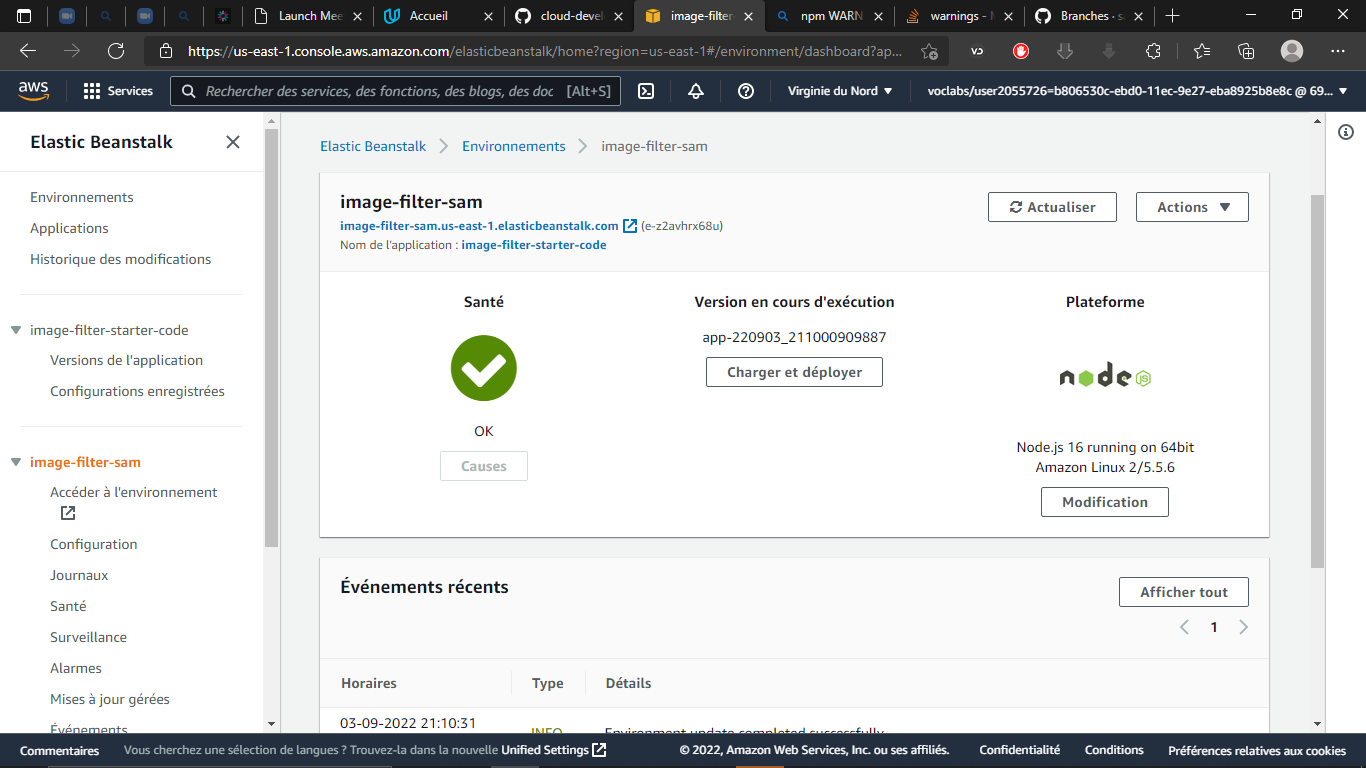 Launch Mee
Accueil
cloud-devel
image-filter
npm WARN
warnings - N
Branches · s
https://us-east-1.console.aws.amazon.com/elasticbeanstalk/home?region=us-east-1#/environment/dashboard?ap...
aws
Services
Rechercher des services, des fonctions, des blogs, des doc
[Alt+S]
Virginie du Nord
voclabs/user2055726=b806530c-ebd0-11ec-9e27-eba8925b8e8c @ 69...
Elastic Beanstalk
Environnements
Applications
Historique des modifications
image-filter-starter-code
Versions de l'application
Configurations enregistrées
image-filter-sam
Accéder à l'environnement
Configuration
Journaux
Santé
Surveillance
Alarmes
Mises à jour gérées
Événements
Elastic Beanstalk
Environnements
image-filter-sam
image-filter-sam
image-filter-sam.us-east-1.elasticbeanstalk.com (e-z2avhrx68u)
Nom de l'application : image-filter-starter-code
Actualiser
Actions
Santé
OK
Causes
Version en cours d'exécution
app-220903_211000909887
Charger et déployer
Plateforme
node JS
Node.js 16 running on 64bit
Amazon Linux 2/5.5.6
Modification
Événements récents
Afficher tout
1
Horaires
Type
Détails
03-09-2022 21:10:31
INFO
Environment update completed successfully
Commentaires
Vous cherchez une sélection de langues ? Trouvez-la dans la nouvelle Unified Settings
© 2022, Amazon Web Services, Inc. ou ses affiliés.
Confidentialité
Conditions
Préférences relatives aux cookies